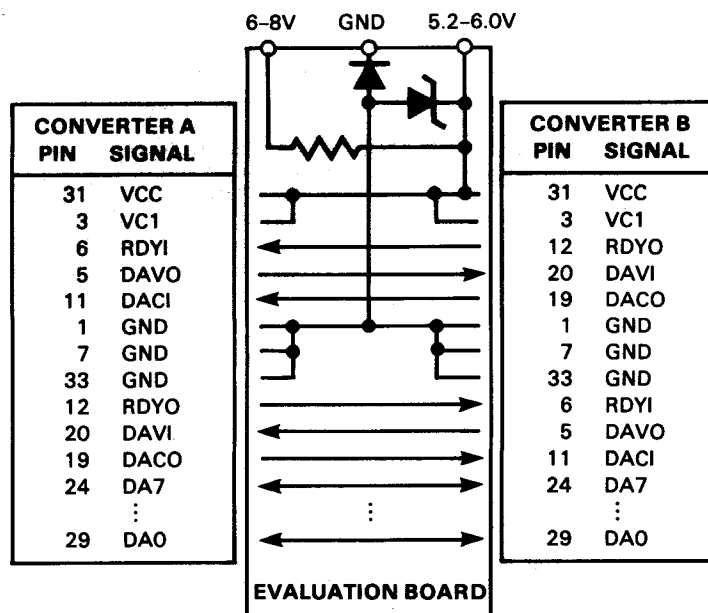 6–8V GND 5.2–6.0V
CONVERTER A
PIN SIGNAL
31 VCC
3 VC1
6 RDYI
5 DAVO
11 DACI
1 GND
7 GND
33 GND
12 RDYO
20 DAVI
19 DACO
24 DA7
⋮
29 DA0
⋮
EVALUATION BOARD
CONVERTER B
PIN SIGNAL
31 VCC
3 VC1
12 RDYO
20 DAVI
19 DACO
1 GND
7 GND
33 GND
6 RDYI
5 DAVO
11 DACI
24 DA7
⋮
29 DA0